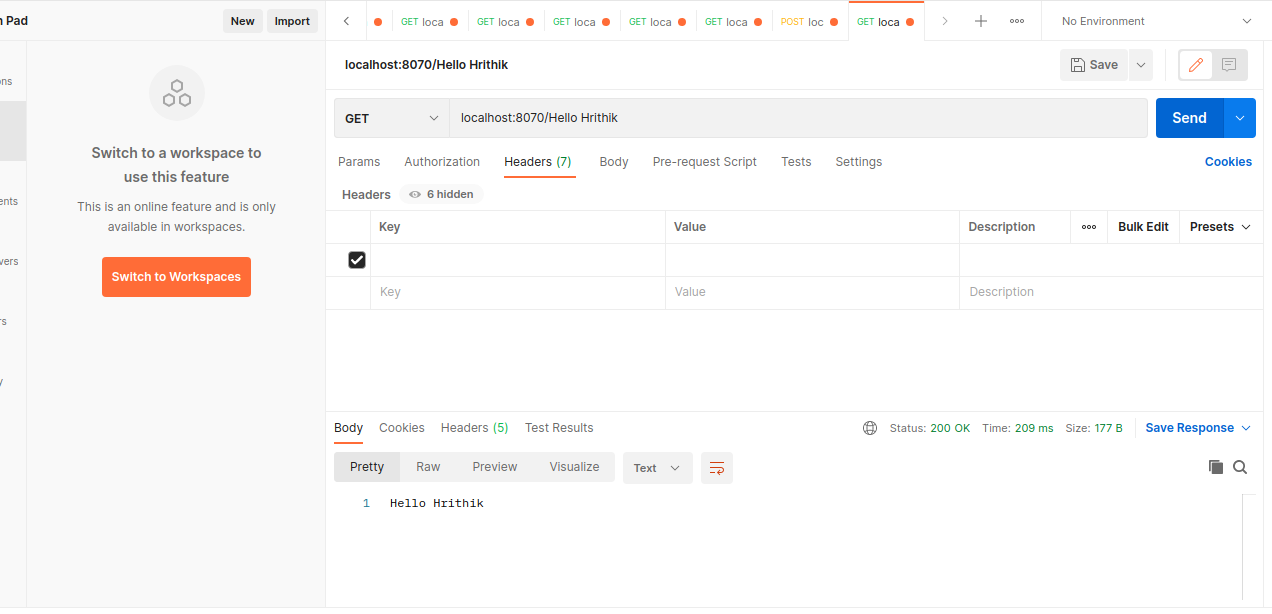 n Pad
New
Import
GET loca
GET loca
GET loca
GET loca
GET loca
POST loc
GET loca
No Environment
ons
ents
vers
rs
y
Switch to a workspace to
use this feature
This is an online feature and is only
available in workspaces.
Switch to Workspaces
localhost:8070/Hello Hrithik
Save
GET
localhost:8070/Hello Hrithik
Send
Params Authorization Headers (7) Body Pre-request Script Tests Settings Cookies
Headers 6 hidden
Key Value Description Bulk Edit Presets
Key Value Description
Body Cookies Headers (5) Test Results Status: 200 OK Time: 209 ms Size: 177 B Save Response
Pretty Raw Preview Visualize Text
1 Hello Hrithik